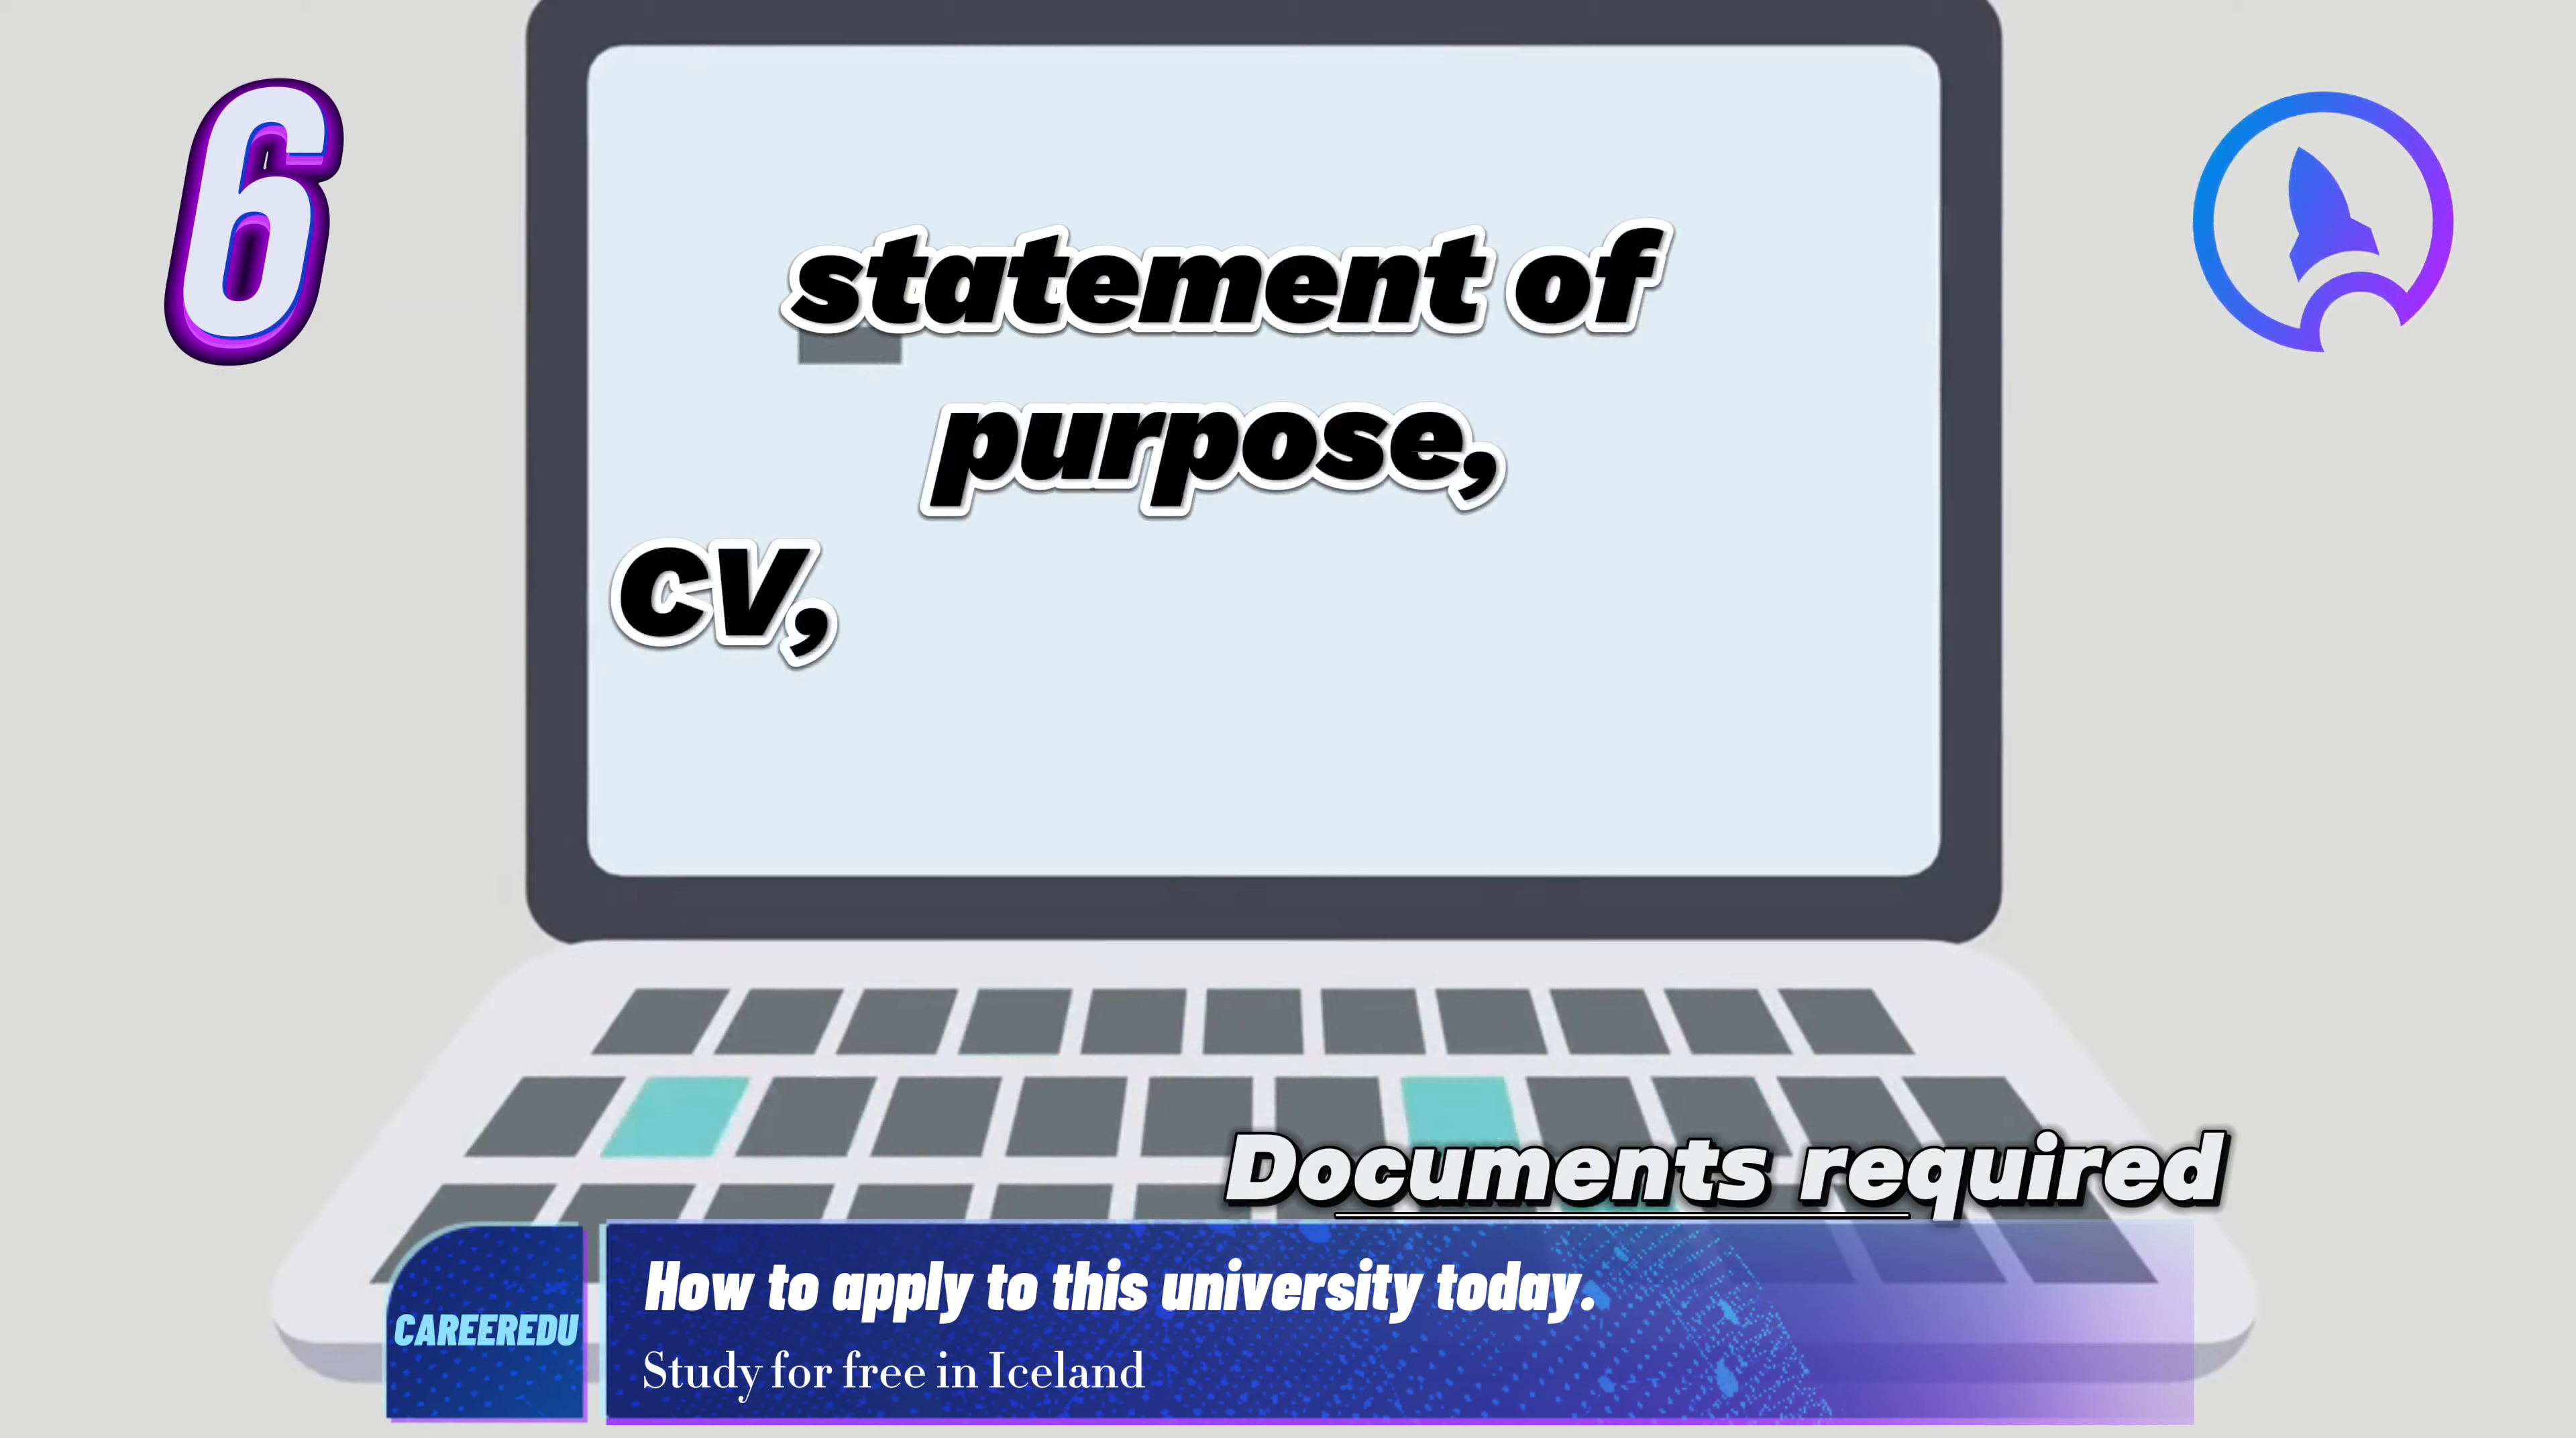 6
statement of
purpose,
CV,
Documents required
CAREEREDU
How to apply to this university today.
Study for free in Iceland